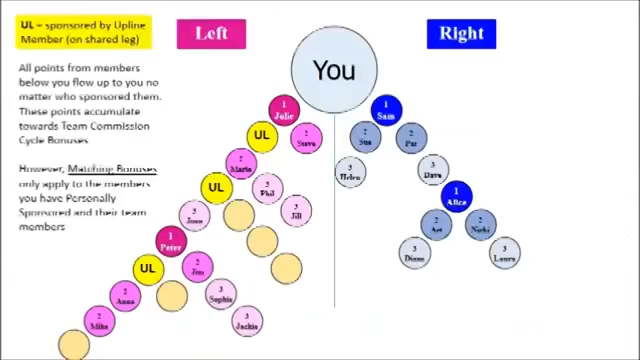 UL = sponsored by Upline
Member (on shared leg)
Left
Right
All points from members
below you flow up to you no
matter who sponsored them.
These points accumulate
towards Team Commission
Cycle Bonuses
However, Matching Bonuses
only apply to the members
you have Personally
Sponsored and their team
members
You
1
Julie
1
Sam
UL
2
Steve
2
Sue
2
Pat
2
Marie
3
Helen
3
Dave
UL
3
Phil
3
Jane
3
Jill
1
Alice
1
Peter
2
Art
2
Nicki
UL
2
Jim
3
Diane
3
Laura
2
Anna
3
Sophia
2
Mike
3
Jackie